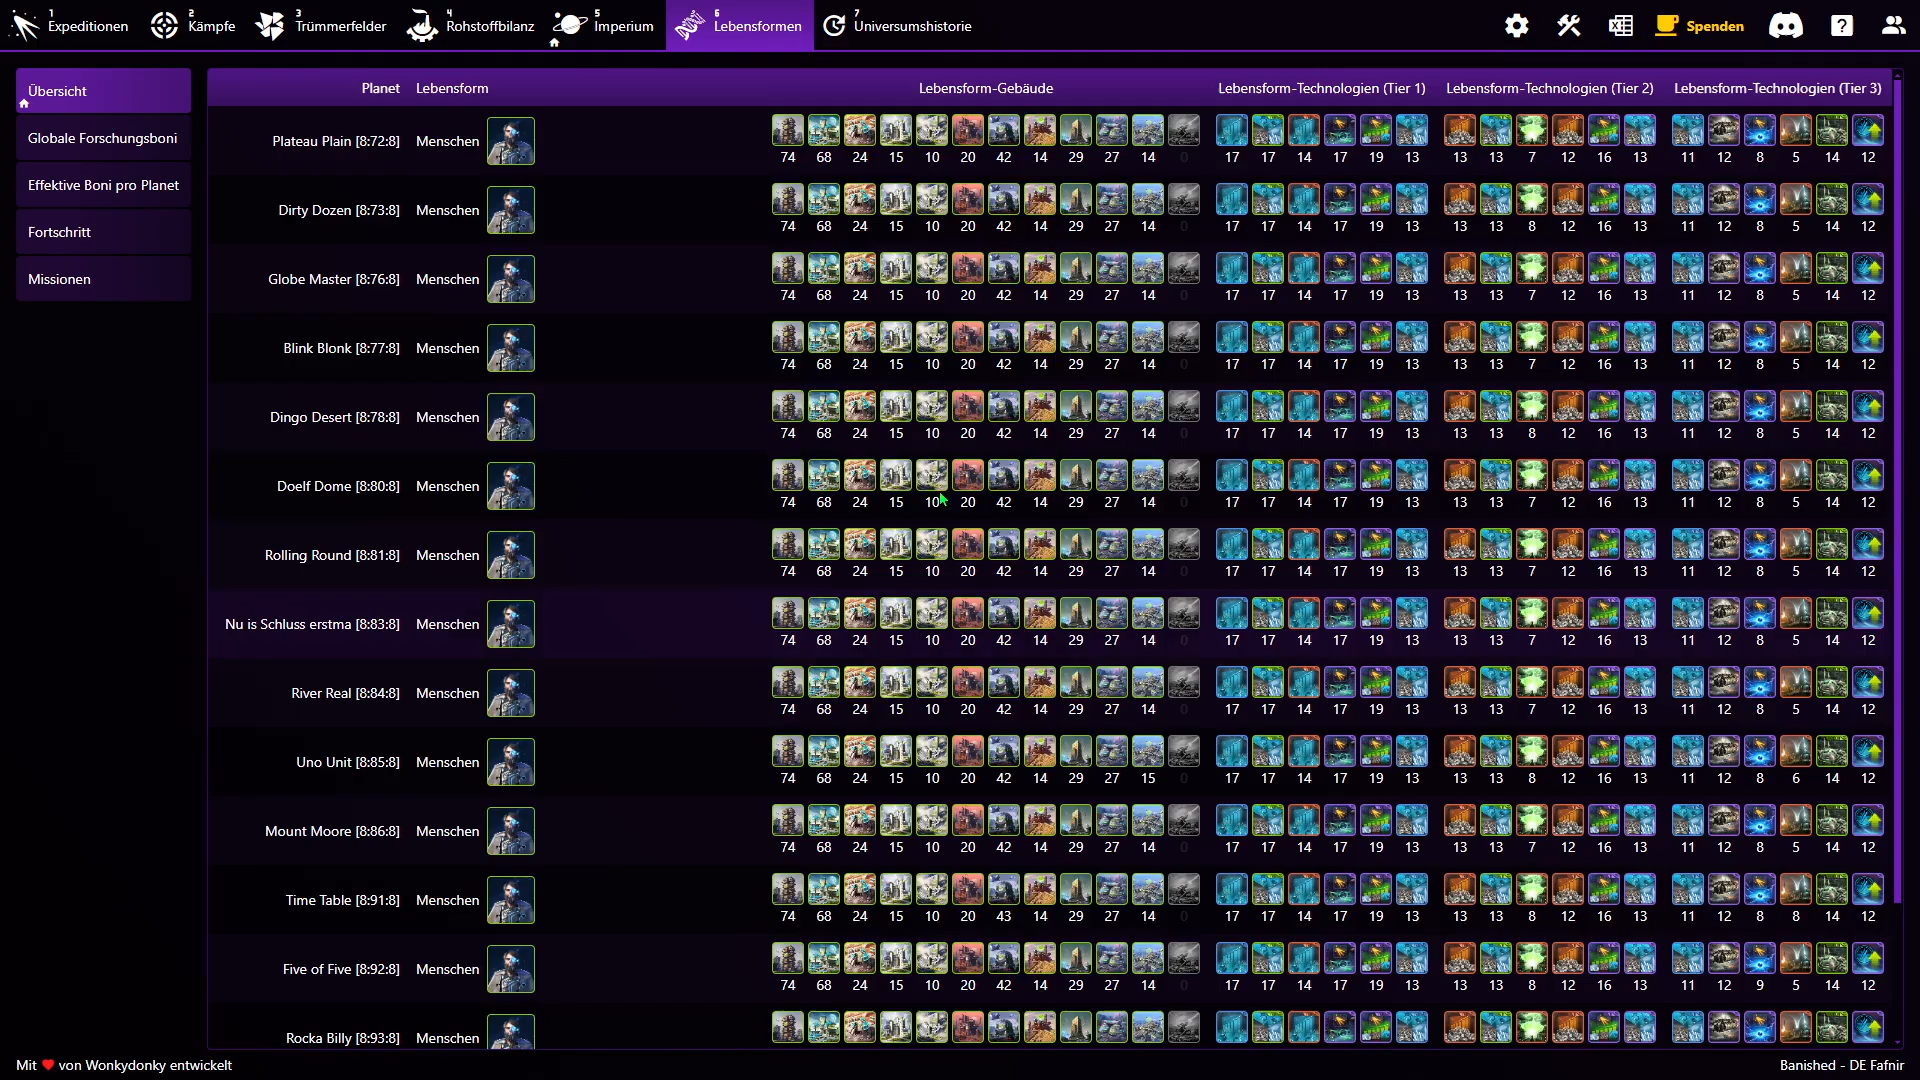 1 Expeditionen 2 Kämpfe 3 Trümmerfelder 4 Rohstoffbilanz 5 Imperium 6 Lebensformen 7 Universumshistorie Spenden
Übersicht
Globale Forschungsboni
Effektive Boni pro Planet
Fortschritt
Missionen
Planet Lebensform Lebensform-Gebäude Lebensform-Technologien (Tier 1) Lebensform-Technologien (Tier 2) Lebensform-Technologien (Tier 3)
Plateau Plain [8:72:8] Menschen 74 68 24 15 10 20 42 14 29 27 14 0 17 17 14 17 19 13 13 13 7 12 16 13 11 12 8 5 14 12
Dirty Dozen [8:73:8] Menschen 74 68 24 15 10 20 42 14 29 27 14 0 17 17 14 17 19 13 13 13 8 12 16 13 11 12 8 5 14 12
Globe Master [8:76:8] Menschen 74 68 24 15 10 20 42 14 29 27 14 0 17 17 14 17 19 13 13 13 7 12 16 13 11 12 8 5 14 12
Blink Blonk [8:77:8] Menschen 74 68 24 15 10 20 42 14 29 27 14 0 17 17 14 17 19 13 13 13 7 12 16 13 11 12 8 5 14 12
Dingo Desert [8:78:8] Menschen 74 68 24 15 10 20 42 14 29 27 14 0 17 17 14 17 19 13 13 13 8 12 16 13 11 12 8 5 14 12
Doelf Dome [8:80:8] Menschen 74 68 24 15 10 20 42 14 29 27 14 0 17 17 14 17 19 13 13 13 8 12 16 13 11 12 8 5 14 12
Rolling Round [8:81:8] Menschen 74 68 24 15 10 20 42 14 29 27 14 0 17 17 14 17 19 13 13 13 7 12 16 13 11 12 8 5 14 12
Nu is Schluss erstma [8:83:8] Menschen 74 68 24 15 10 20 42 14 29 27 14 0 17 17 14 17 19 13 13 13 7 12 16 13 11 12 8 5 14 12
River Real [8:84:8] Menschen 74 68 24 15 10 20 42 14 29 27 14 0 17 17 14 17 19 13 13 13 7 12 16 13 11 12 8 5 14 12
Uno Unit [8:85:8] Menschen 74 68 24 15 10 20 42 14 29 27 15 0 17 17 14 17 19 13 13 13 8 12 16 13 11 12 8 6 14 12
Mount Moore [8:86:8] Menschen 74 68 24 15 10 20 42 14 29 27 14 0 17 17 14 17 19 13 13 13 7 12 16 13 11 12 8 5 14 12
Time Table [8:91:8] Menschen 74 68 24 15 10 20 43 14 29 27 14 0 17 17 14 17 19 13 13 13 8 12 16 13 11 12 8 8 14 12
Five of Five [8:92:8] Menschen 74 68 24 15 10 20 42 14 29 27 14 0 17 17 14 17 19 13 13 13 8 12 16 13 11 12 9 5 14 12
Rocka Billy [8:93:8] Menschen
Mit ❤ von Wonkydonky entwickelt
Banished - DE Fafnir